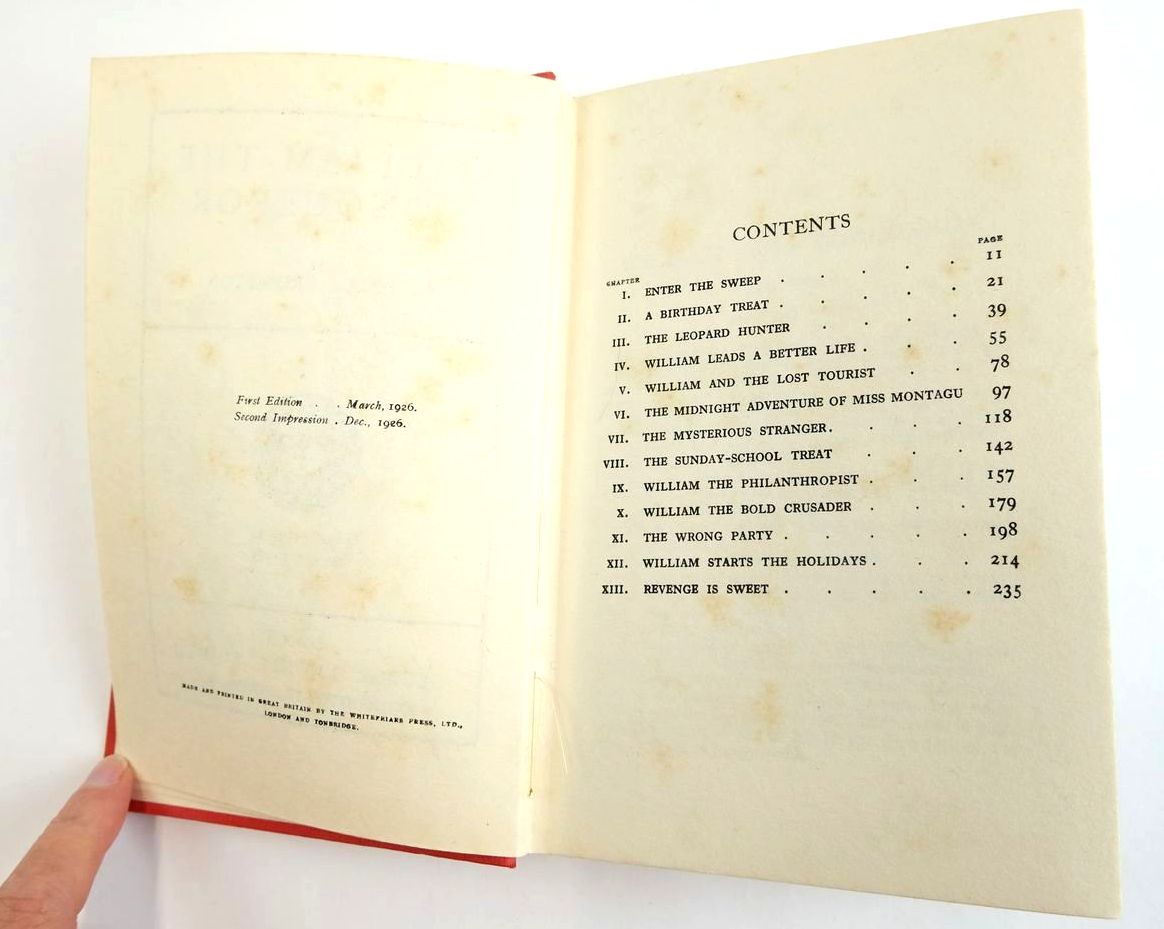 First Edition . . March, 1926.
Second Impression . Dec., 1926.
MADE AND PRINTED IN GREAT BRITAIN BY THE WHITEFRIARS PRESS, LTD.,
LONDON AND TONBRIDGE.
CONTENTS
CHAPTER PAGE
I. ENTER THE SWEEP . . . . . 11
II. A BIRTHDAY TREAT . . . . . 21
III. THE LEOPARD HUNTER . . . . 39
IV. WILLIAM LEADS A BETTER LIFE . . . 55
V. WILLIAM AND THE LOST TOURIST . . 78
VI. THE MIDNIGHT ADVENTURE OF MISS MONTAGU 97
VII. THE MYSTERIOUS STRANGER . . . . 118
VIII. THE SUNDAY-SCHOOL TREAT . . . 142
IX. WILLIAM THE PHILANTHROPIST . . . 157
X. WILLIAM THE BOLD CRUSADER . . . 179
XI. THE WRONG PARTY . . . . . 198
XII. WILLIAM STARTS THE HOLIDAYS . . . 214
XIII. REVENGE IS SWEET . . . . . 235